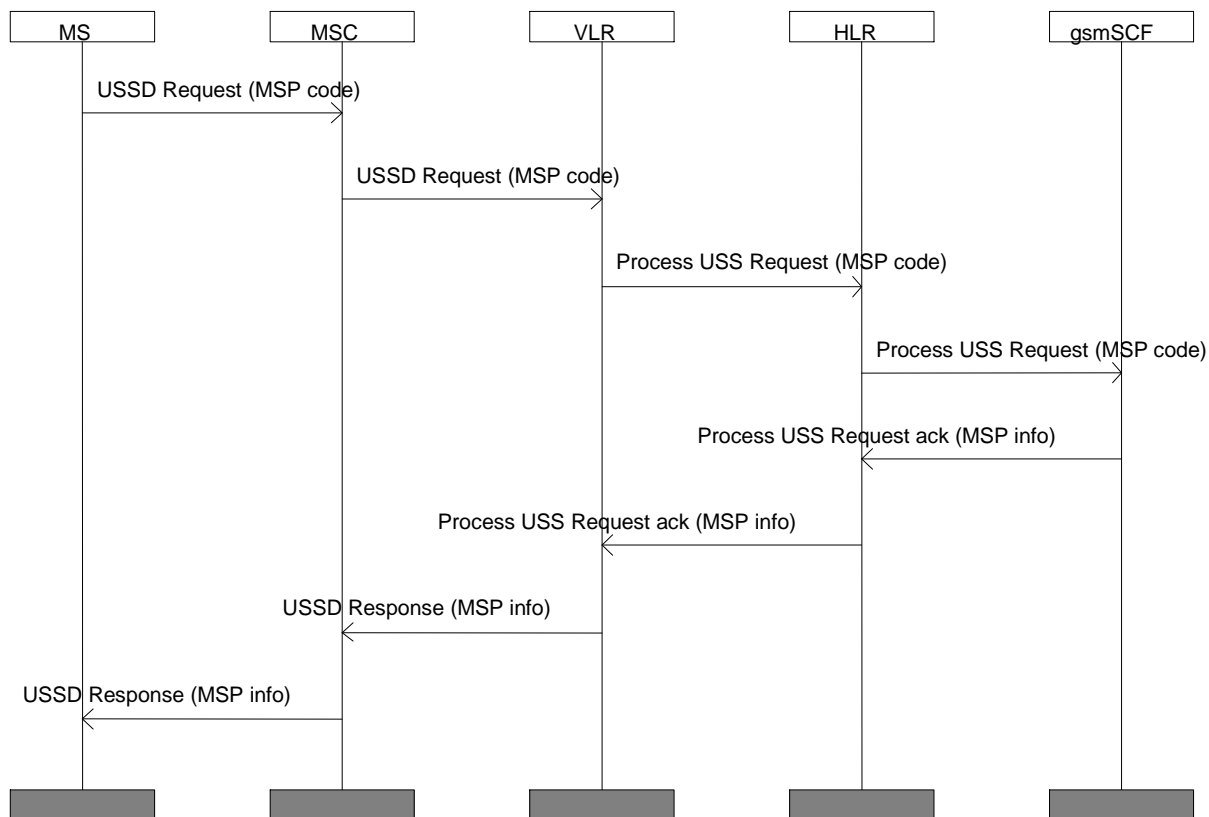 MS MSC VLR HLR gsmSCF
USSD Request (MSP code)
USSD Request (MSP code)
Process USS Request (MSP code)
Process USS Request (MSP code)
Process USS Request ack (MSP info)
Process USS Request ack (MSP info)
USSD Response (MSP info)
USSD Response (MSP info)